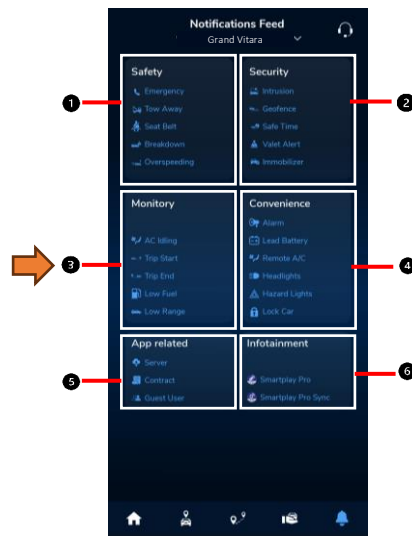 Notifications Feed
Grand Vitara
Safety
Emergency
Tow Away
Seat Belt
Breakdown
Overspeeding
Security
Intrusion
Geofence
Safe Time
Valet Alert
Immobilizer
Monitory
AC Idling
Trip Start
Trip End
Low Fuel
Low Range
Convenience
Alarm
Lead Battery
Remote A/C
Headlights
Hazard Lights
Lock Car
App related
Server
Contract
Guest User
Infotainment
Smartplay Pro
Smartplay Pro Sync
1
2
3
4
5
6